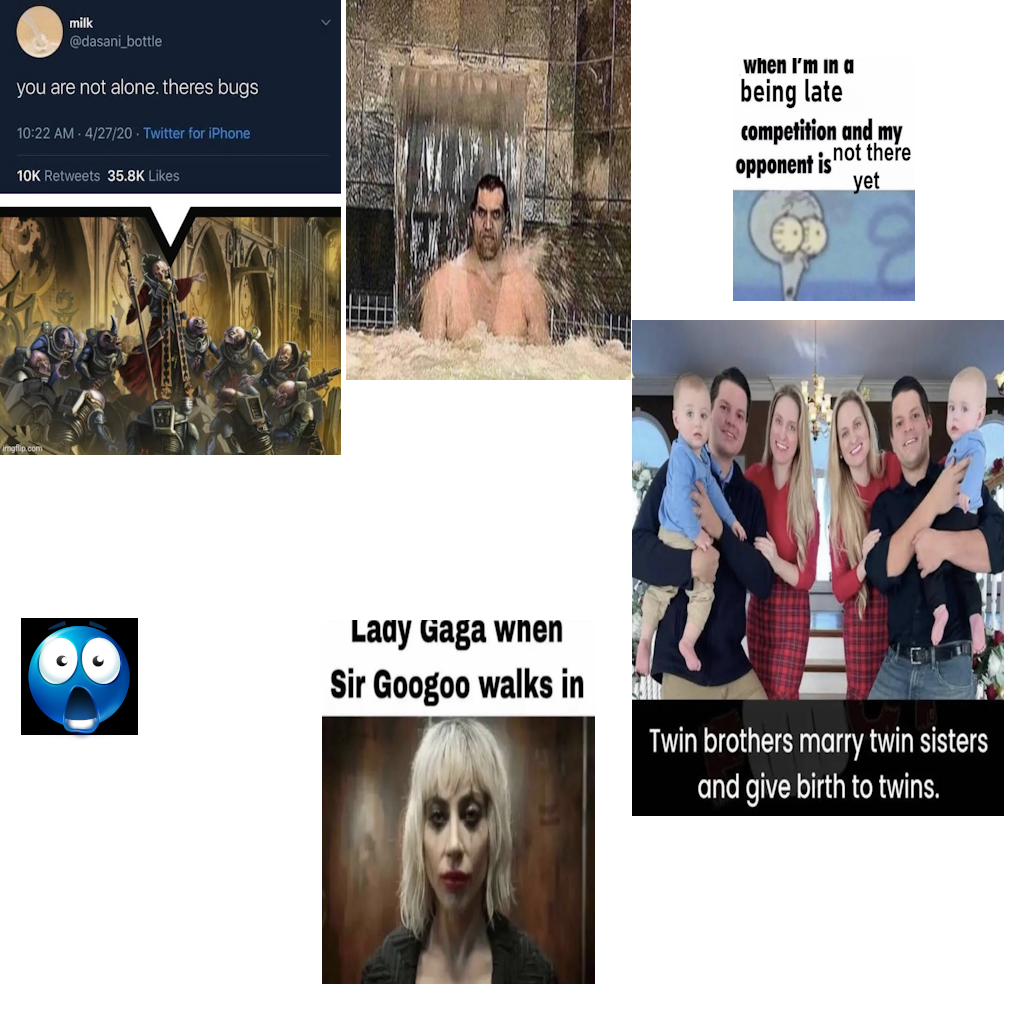 milk
@dasani_bottle
you are not alone. theres bugs
10:22 AM · 4/27/20 · Twitter for iPhone
10K Retweets 35.8K Likes
imgflip.com
when I'm in a
being late
competition and my
opponent is not there
yet
Twin brothers marry twin sisters
and give birth to twins.
Lady Gaga when
Sir Googoo walks in